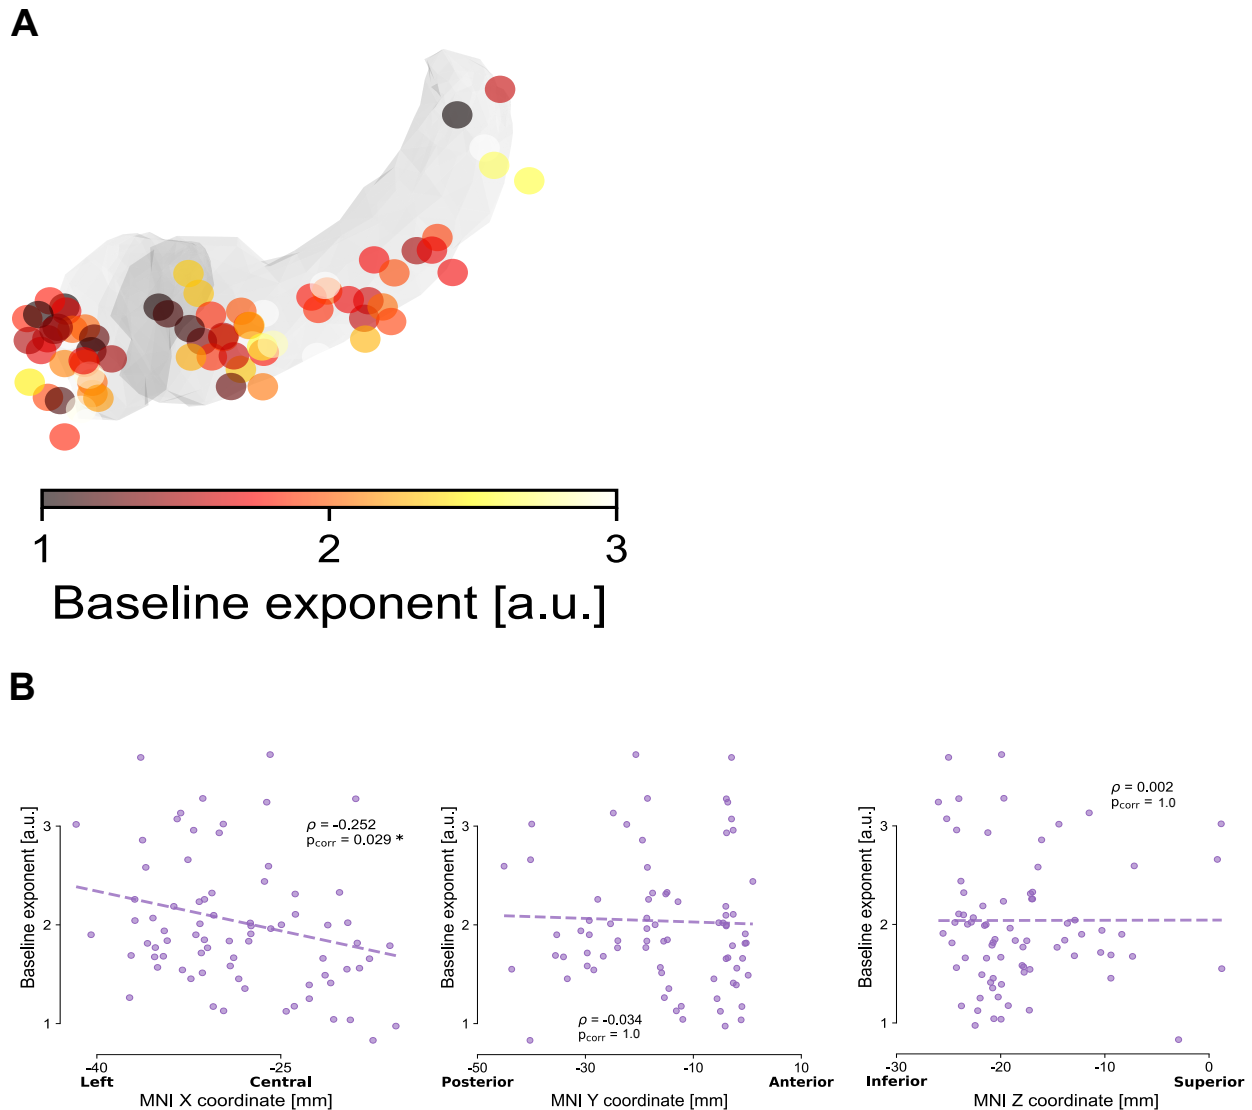 A
1 2 3
Baseline exponent [a.u.]
B
Baseline exponent [a.u.]
3
2
1
ρ = -0.252
pcorr = 0.029 *
-40 -25
Left Central
MNI X coordinate [mm]
Baseline exponent [a.u.]
3
2
1
ρ = -0.034
pcorr = 1.0
-50 -30 -10 10
Posterior Anterior
MNI Y coordinate [mm]
Baseline exponent [a.u.]
3
2
1
ρ = 0.002
pcorr = 1.0
-30 -20 -10 0
Inferior Superior
MNI Z coordinate [mm]